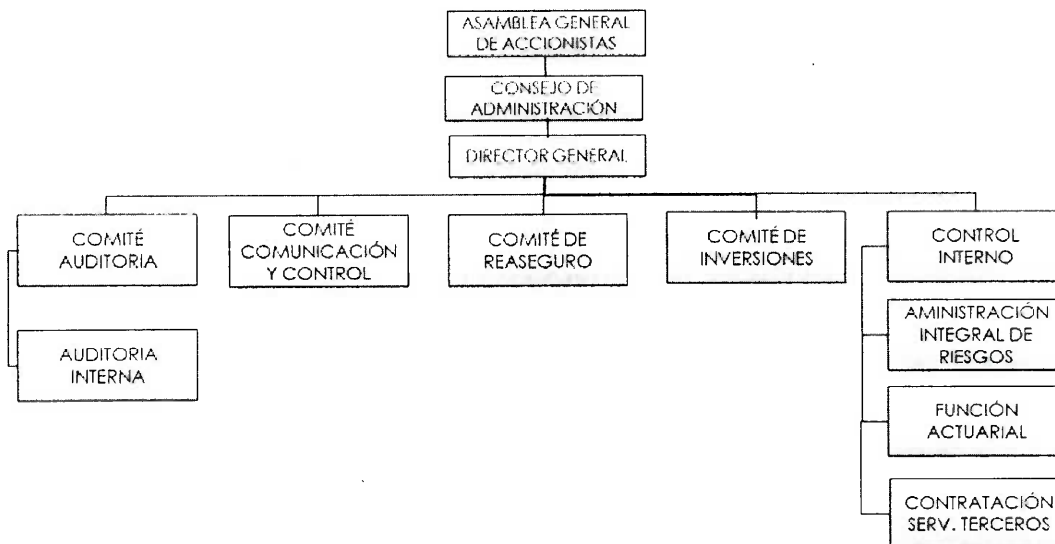 ASAMBLEA GENERAL
DE ACCIONISTAS
CONSEJO DE
ADMINISTRACIÓN
DIRECTOR GENERAL
COMITÉ
AUDITORIA
COMITÉ
COMUNICACIÓN
Y CONTROL
COMITÉ DE
REASEGURO
COMITÉ DE
INVERSIONES
CONTROL
INTERNO
AUDITORIA
INTERNA
AMINISTRACIÓN
INTEGRAL DE
RIESGOS
FUNCIÓN
ACTUARIAL
CONTRATACIÓN
SERV. TERCEROS